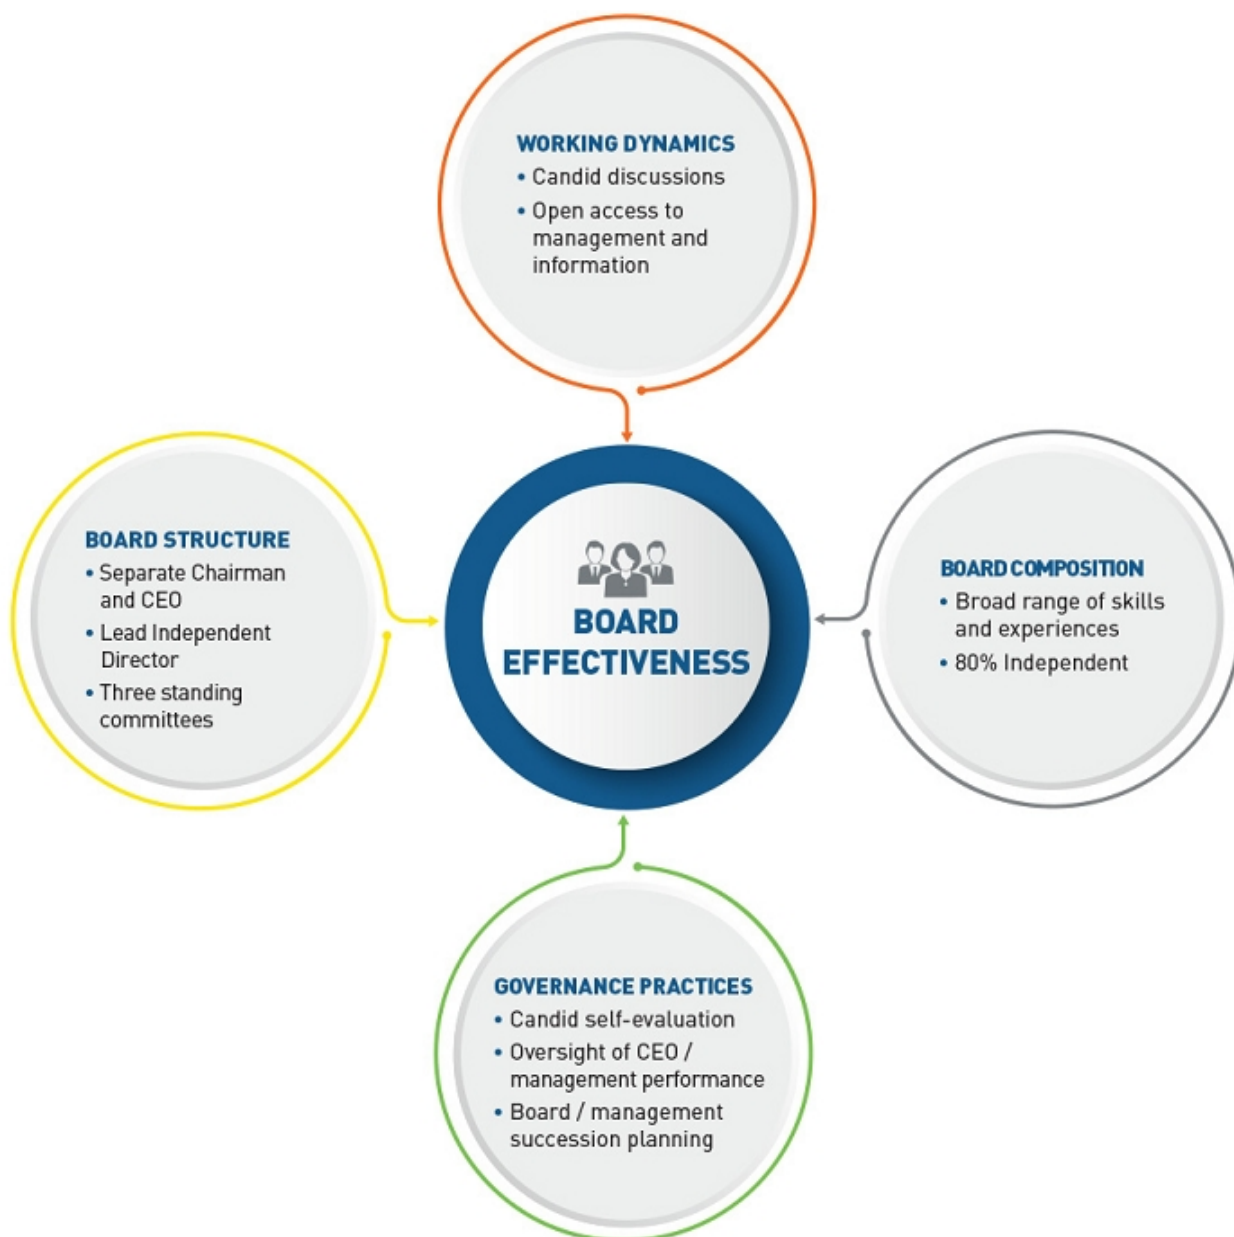 WORKING DYNAMICS
• Candid discussions
• Open access to
management and
information
BOARD STRUCTURE
• Separate Chairman
and CEO
• Lead Independent
Director
• Three standing
committees
BOARD
EFFECTIVENESS
BOARD COMPOSITION
• Broad range of skills
and experiences
• 80% Independent
GOVERNANCE PRACTICES
• Candid self-evaluation
• Oversight of CEO /
management performance
• Board / management
succession planning